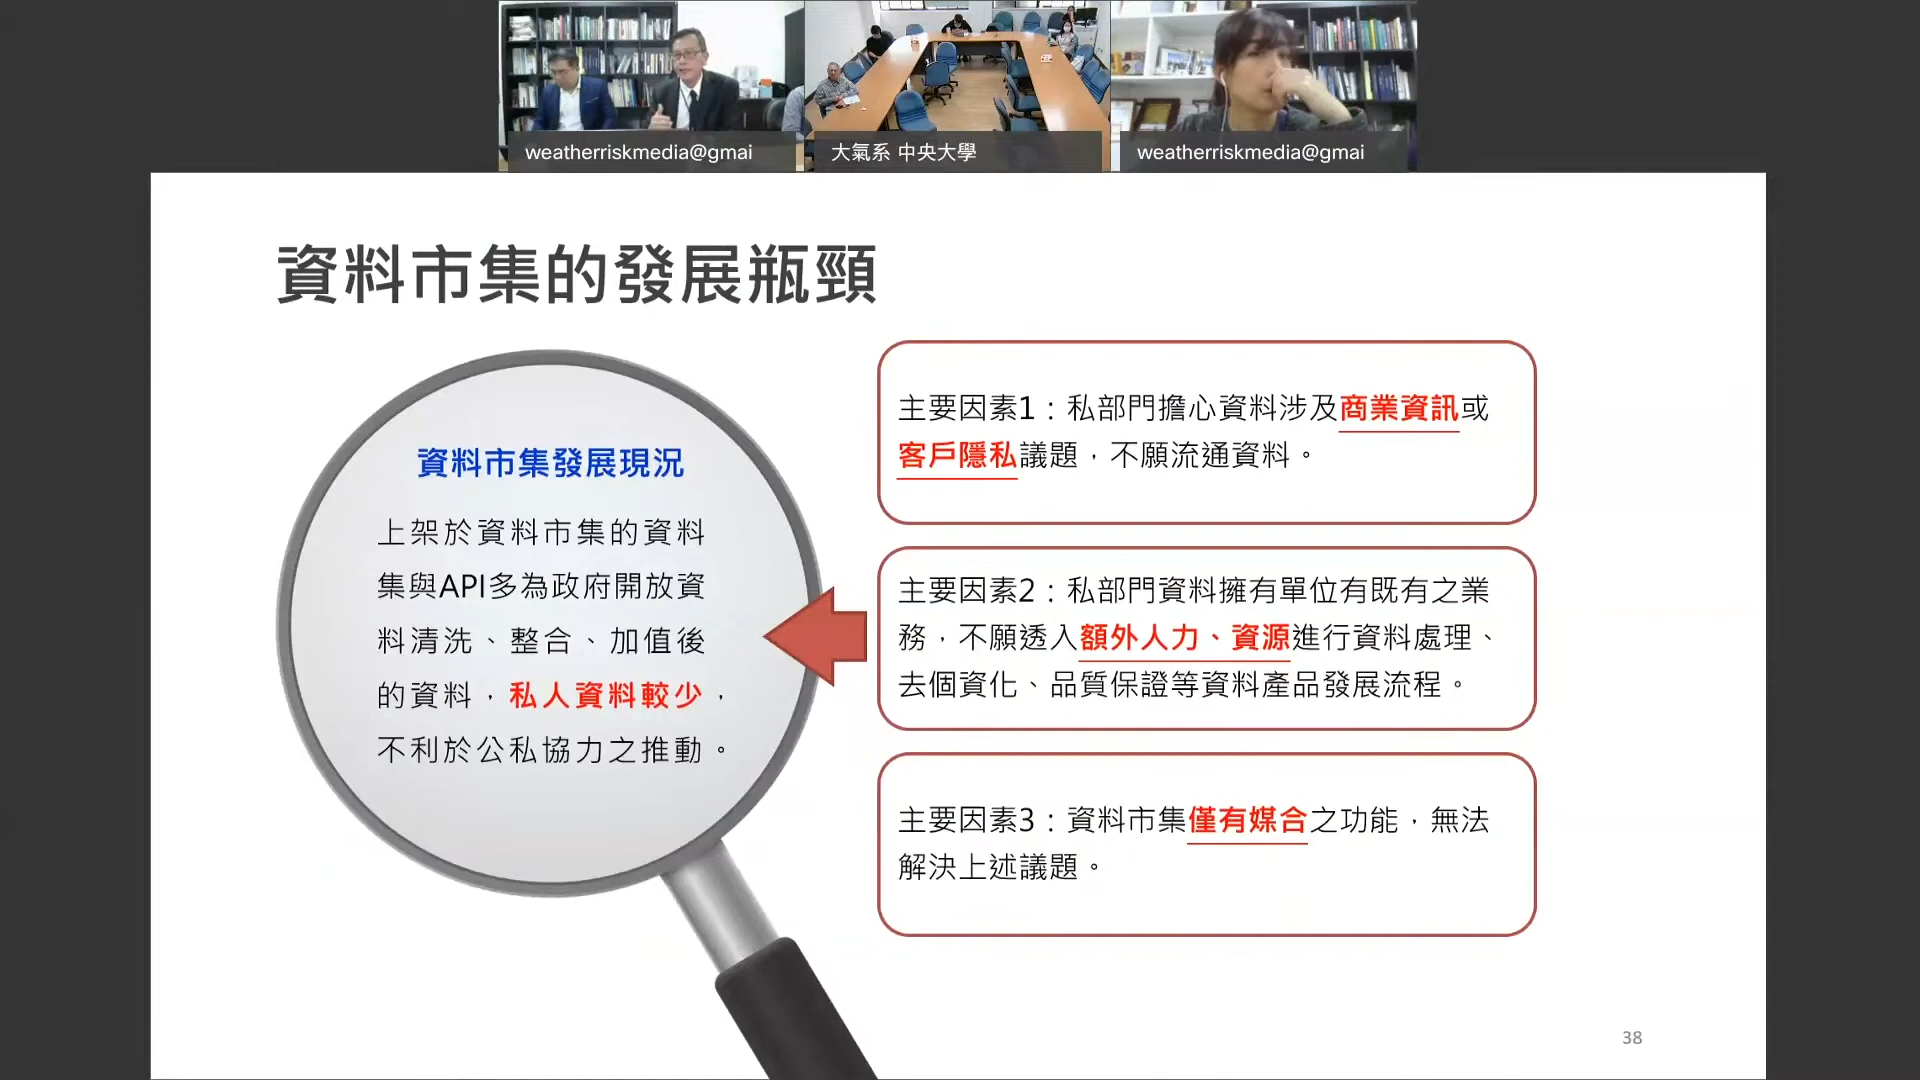 weatherriskmedia@gmai
大氣系 中央大學
weatherriskmedia@gmai
資料市集的發展瓶頸
資料市集發展現況
上架於資料市集的資料
集與API多為政府開放資
料清洗、整合、加值後
的資料，私人資料較少，
不利於公私協力之推動。
主要因素1：私部門擔心資料涉及商業資訊或
客戶隱私議題，不願流通資料。
主要因素2：私部門資料擁有單位有既有之業
務，不願透入額外人力、資源進行資料處理、
去個資化、品質保證等資料產品發展流程。
主要因素3：資料市集僅有媒合之功能，無法
解決上述議題。
38